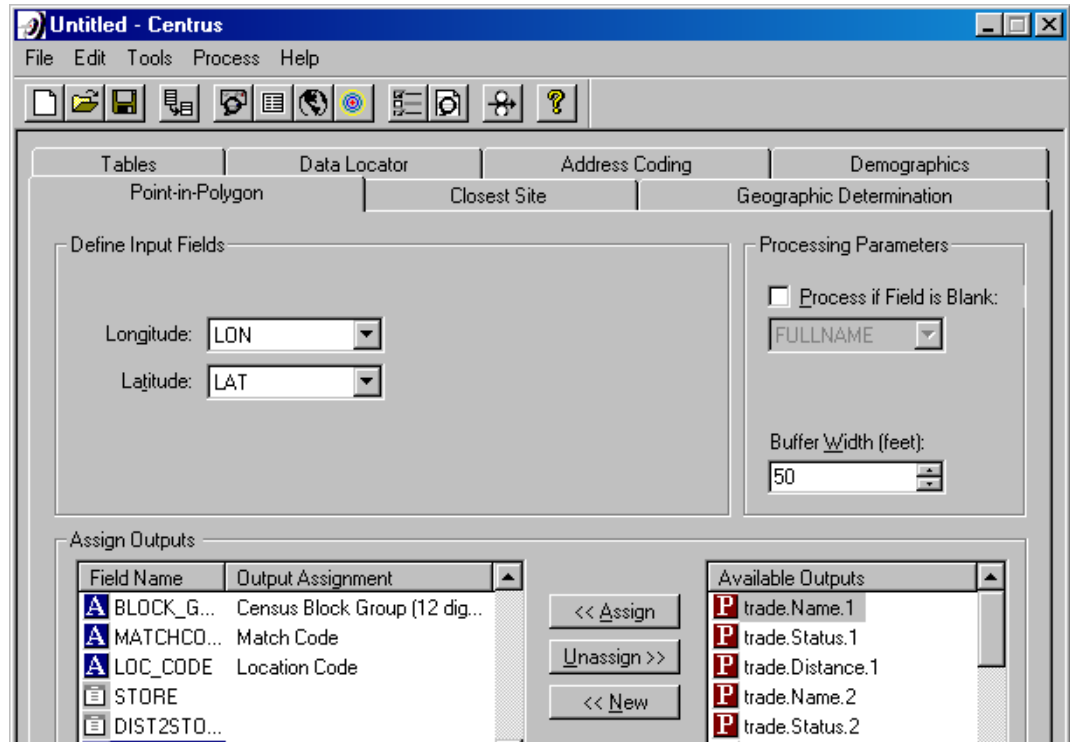 Untitled - Centrus
File Edit Tools Process Help
Tables Data Locator Address Coding Demographics
Point-in-Polygon Closest Site Geographic Determination
Define Input Fields
Longitude: LON
Latitude: LAT
Processing Parameters
Process if Field is Blank:
FULLNAME
Buffer Width (feet):
50
Assign Outputs
Field Name Output Assignment
A BLOCK_G... Census Block Group (12 dig...
A MATCHCO... Match Code
A LOC_CODE Location Code
STORE
DIST2STO...
<< Assign
Unassign >>
<< New
Available Outputs
P trade.Name.1
P trade.Status.1
P trade.Distance.1
P trade.Name.2
P trade.Status.2